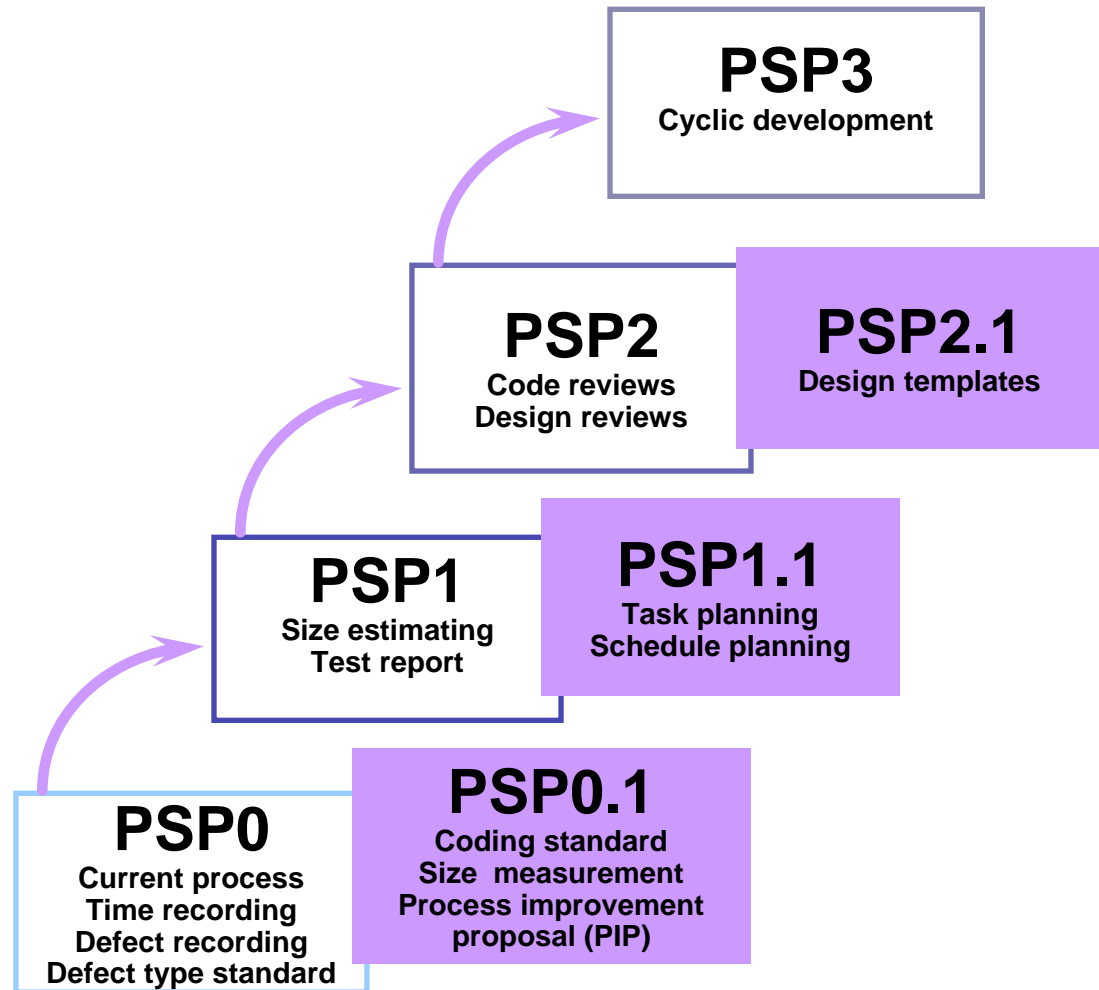 PSP3
Cyclic development
PSP2
Code reviews
Design reviews
PSP2.1
Design templates
PSP1
Size estimating
Test report
PSP1.1
Task planning
Schedule planning
PSP0
Current process
Time recording
Defect recording
Defect type standard
PSP0.1
Coding standard
Size  measurement
Process improvement
proposal (PIP)